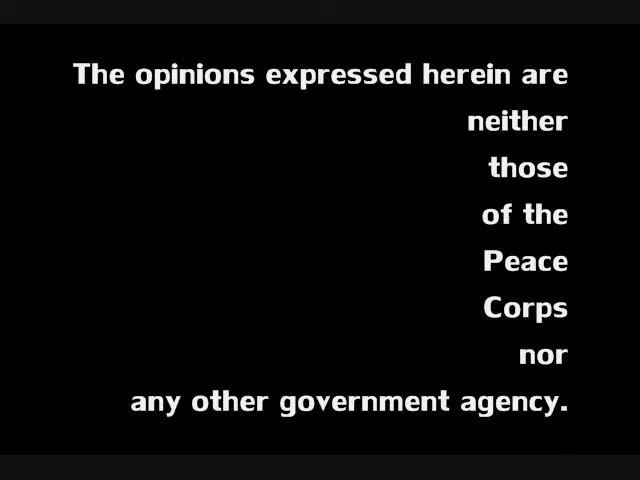 The opinions expressed herein are
neither
those
of the
Peace
Corps
nor
any other government agency.